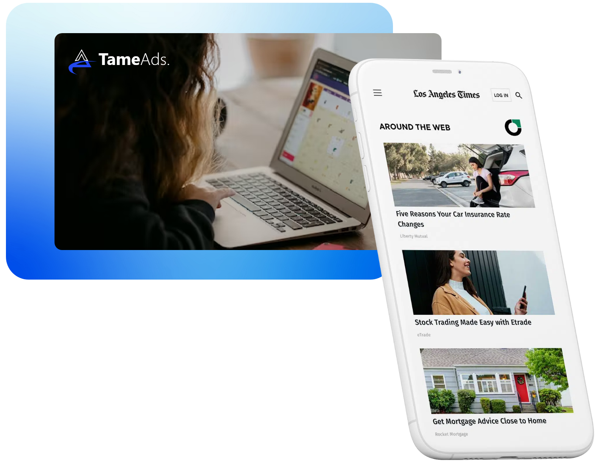 TameAds.
Los Angeles Times
LOG IN
AROUND THE WEB
Five Reasons Your Car Insurance Rate
Changes
Liberty Mutual
Stock Trading Made Easy with Etrade
eTrade
Get Mortgage Advice Close to Home
Rocket Mortgage